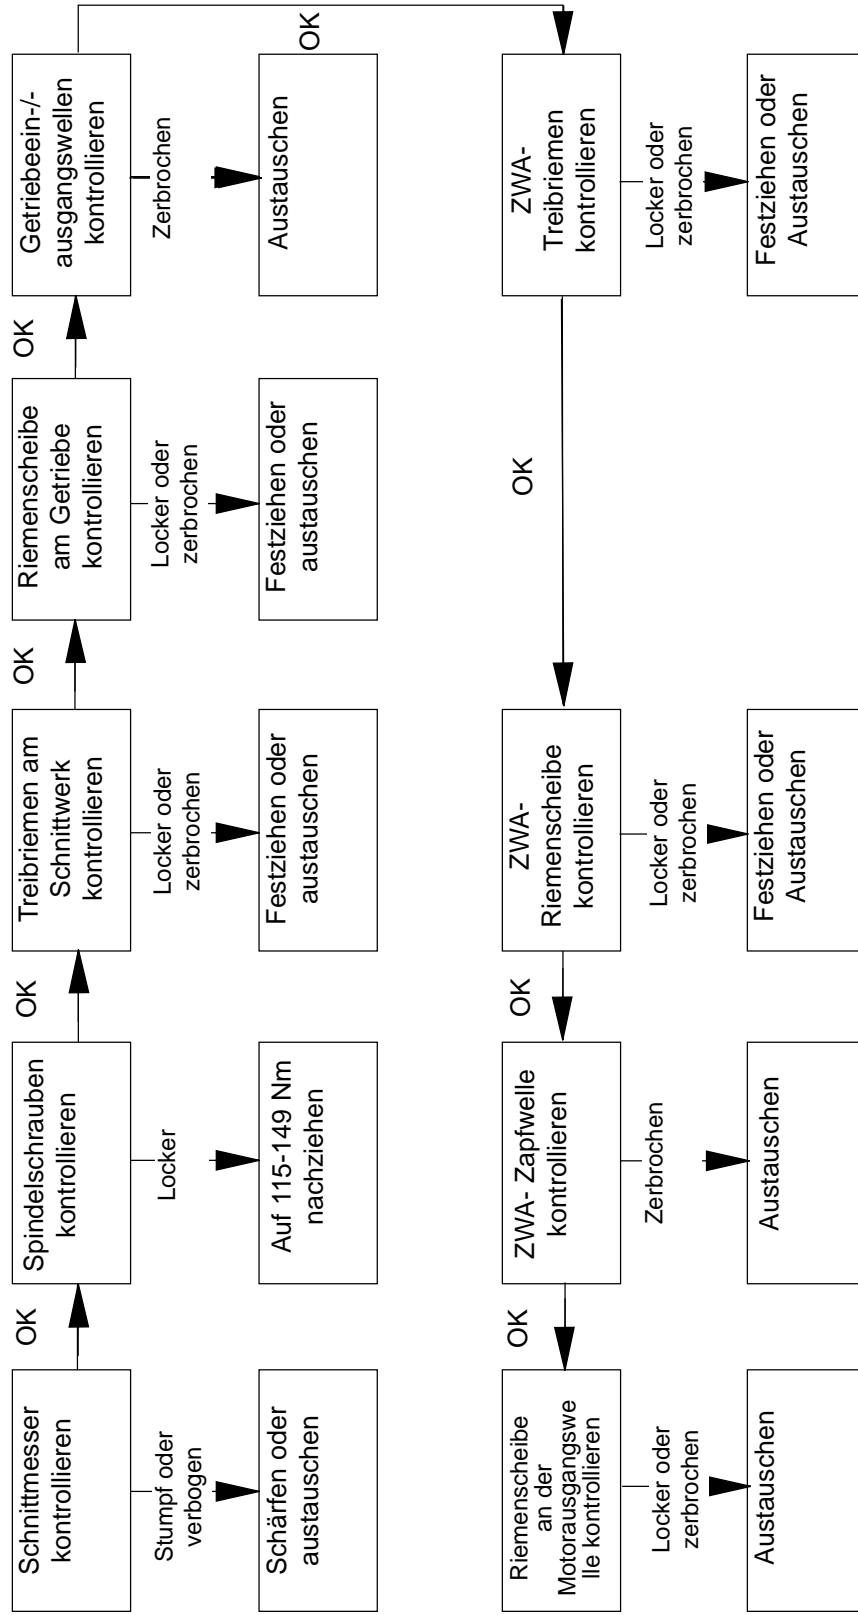 Schnittmesser
kontrollieren
Stumpf oder
verbogen
Schärfen oder
austauschen
OK
Spindelschrauben
kontrollieren
Locker
Auf 115-149 Nm
nachziehen
OK
Treibriemen am
Schnittwerk
kontrollieren
Locker oder
zerbrochen
Festziehen oder
austauschen
OK
Riemenscheibe
am Getriebe
kontrollieren
Locker oder
zerbrochen
Festziehen oder
austauschen
OK
Getriebeein-/-
ausgangswellen
kontrollieren
Zerbrochen
Austauschen
OK
ZWA-
Treibriemen
kontrollieren
Locker oder
zerbrochen
Festziehen oder
Austauschen
OK
ZWA-
Riemenscheibe
kontrollieren
Locker oder
zerbrochen
Festziehen oder
Austauschen
OK
ZWA- Zapfwelle
kontrollieren
Zerbrochen
Austauschen
OK
Riemenscheibe
an der
Motorausgangswe
lle kontrollieren
Locker oder
zerbrochen
Austauschen